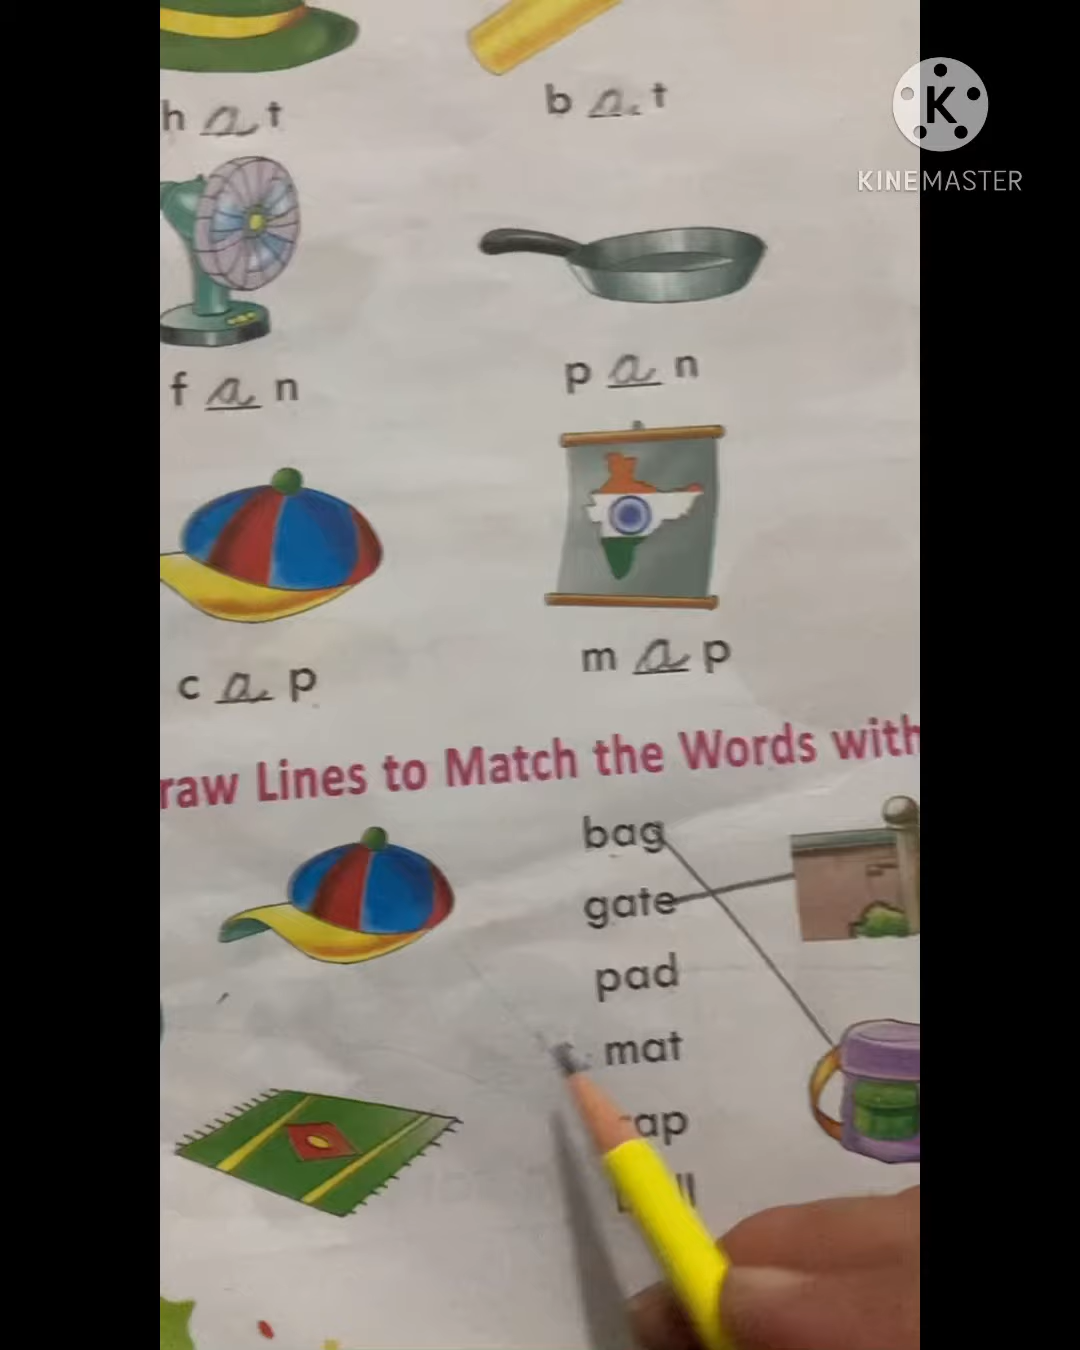 h a t
b a t
K
KINEMASTER
f a n
p a n
c a p
m a p
raw Lines to Match the Words with
bag
gate
pad
mat